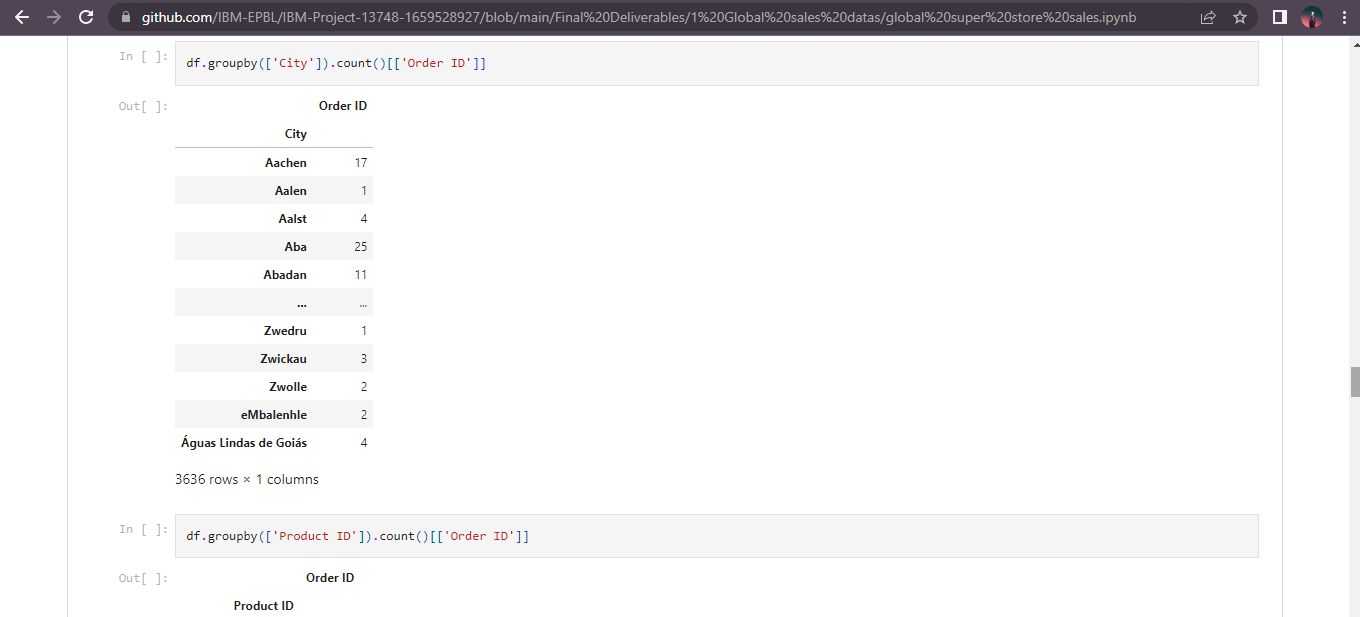 github.com/IBM-EPBL/IBM-Project-13748-1659528927/blob/main/Final%20Deliverables/1%20Global%20sales%20datas/global%20super%20store%20sales.ipynb
In [ ]: df.groupby(['City']).count()[['Order ID']]
Out[ ]: Order ID
City
Aachen 17
Aalen 1
Aalst 4
Aba 25
Abadan 11
... ...
Zwedru 1
Zwickau 3
Zwolle 2
eMbalenhle 2
Águas Lindas de Goiás 4
3636 rows × 1 columns
In [ ]: df.groupby(['Product ID']).count()[['Order ID']]
Out[ ]: Order ID
Product ID